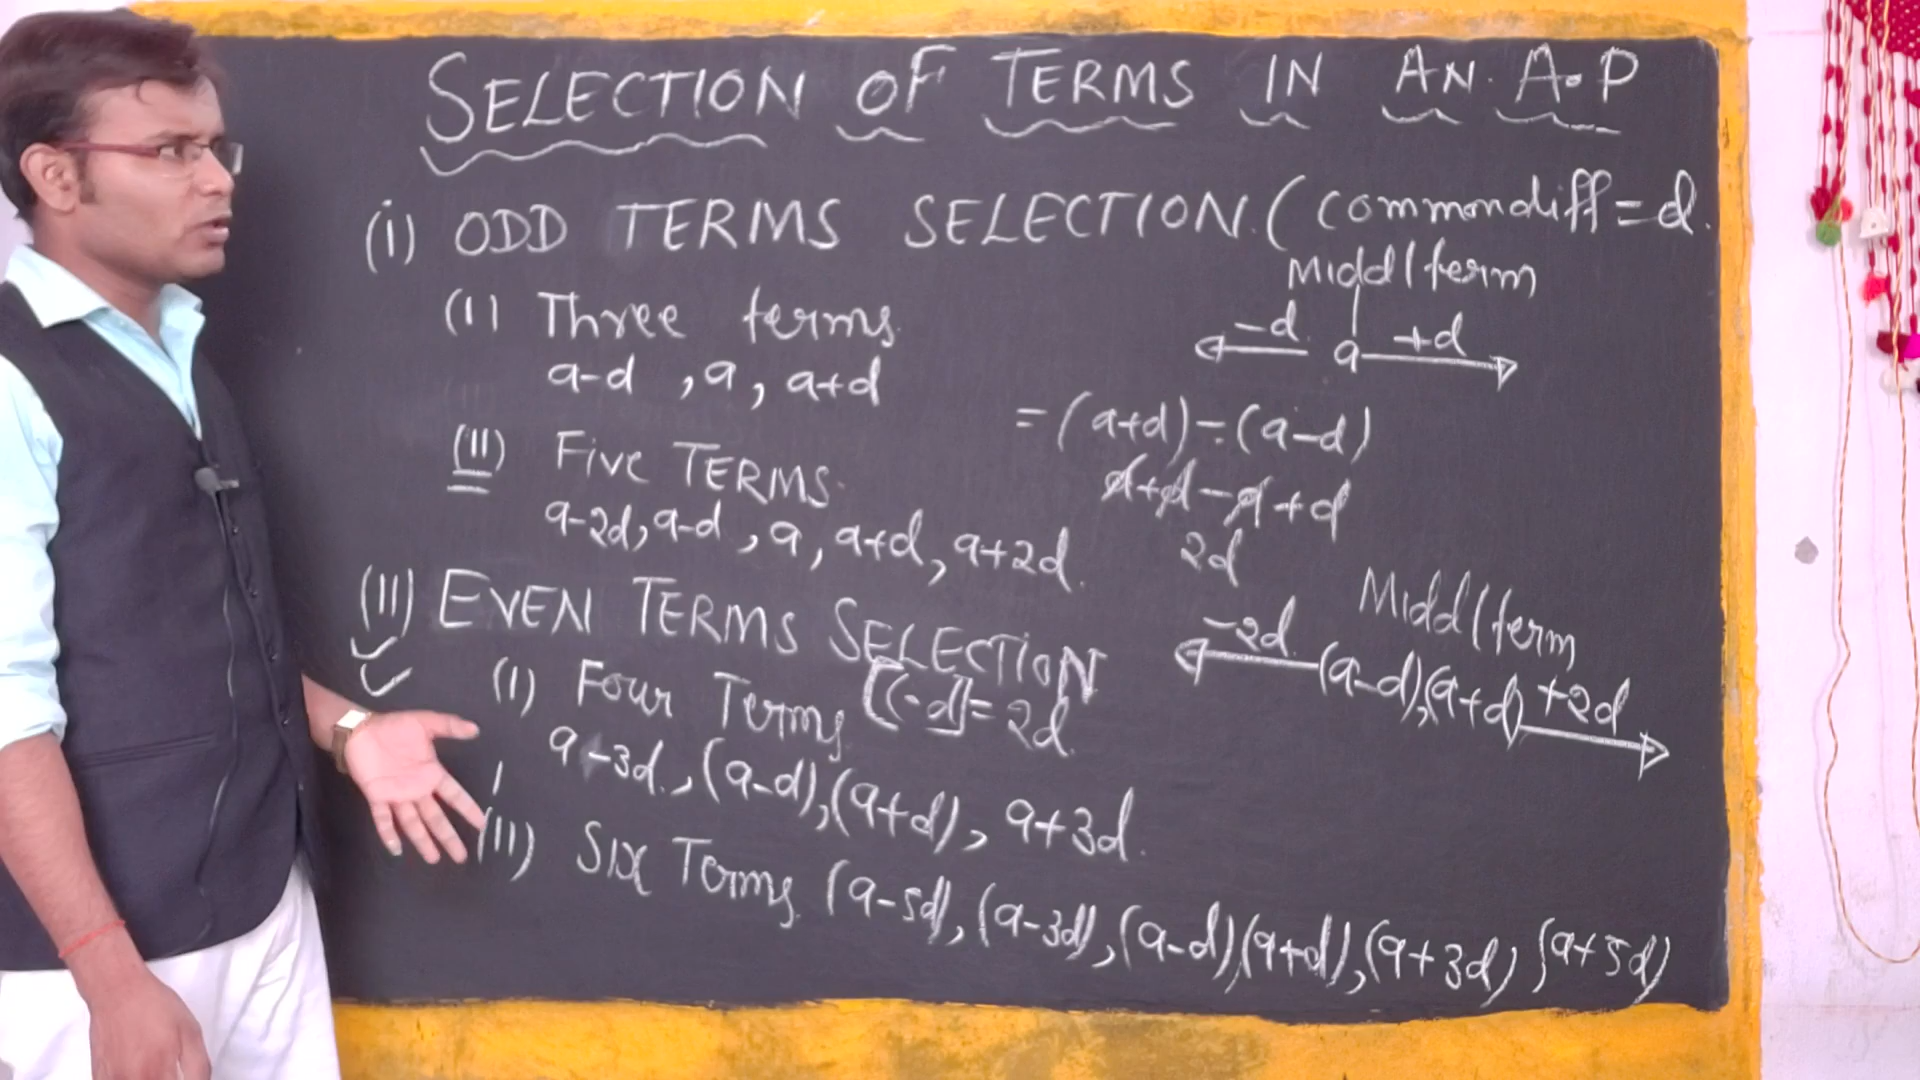 SELECTION OF TERMS IN AN. A.P
(i) ODD TERMS SELECTION. (commondiff=d.
Middl term
(I) Three terms.
-d. a +d
a-d , a, a+d
=(a+d)-(a-d)
(II) Five TERMS.
a+d-a+d
a-2d, a-d, a, a+d, a+2d.
2d
(II) EVEN TERMS SELECTION
Middl term
-2d. (a-d),(a+d) +2d
(I) Four Terms [(-d)]=2d.
a-3d., (a-d),(a+d), a+3d.
(II) Six Terms. (a-5d), (a-3d), (a-d)(a+d),(a+3d), (a+5d)